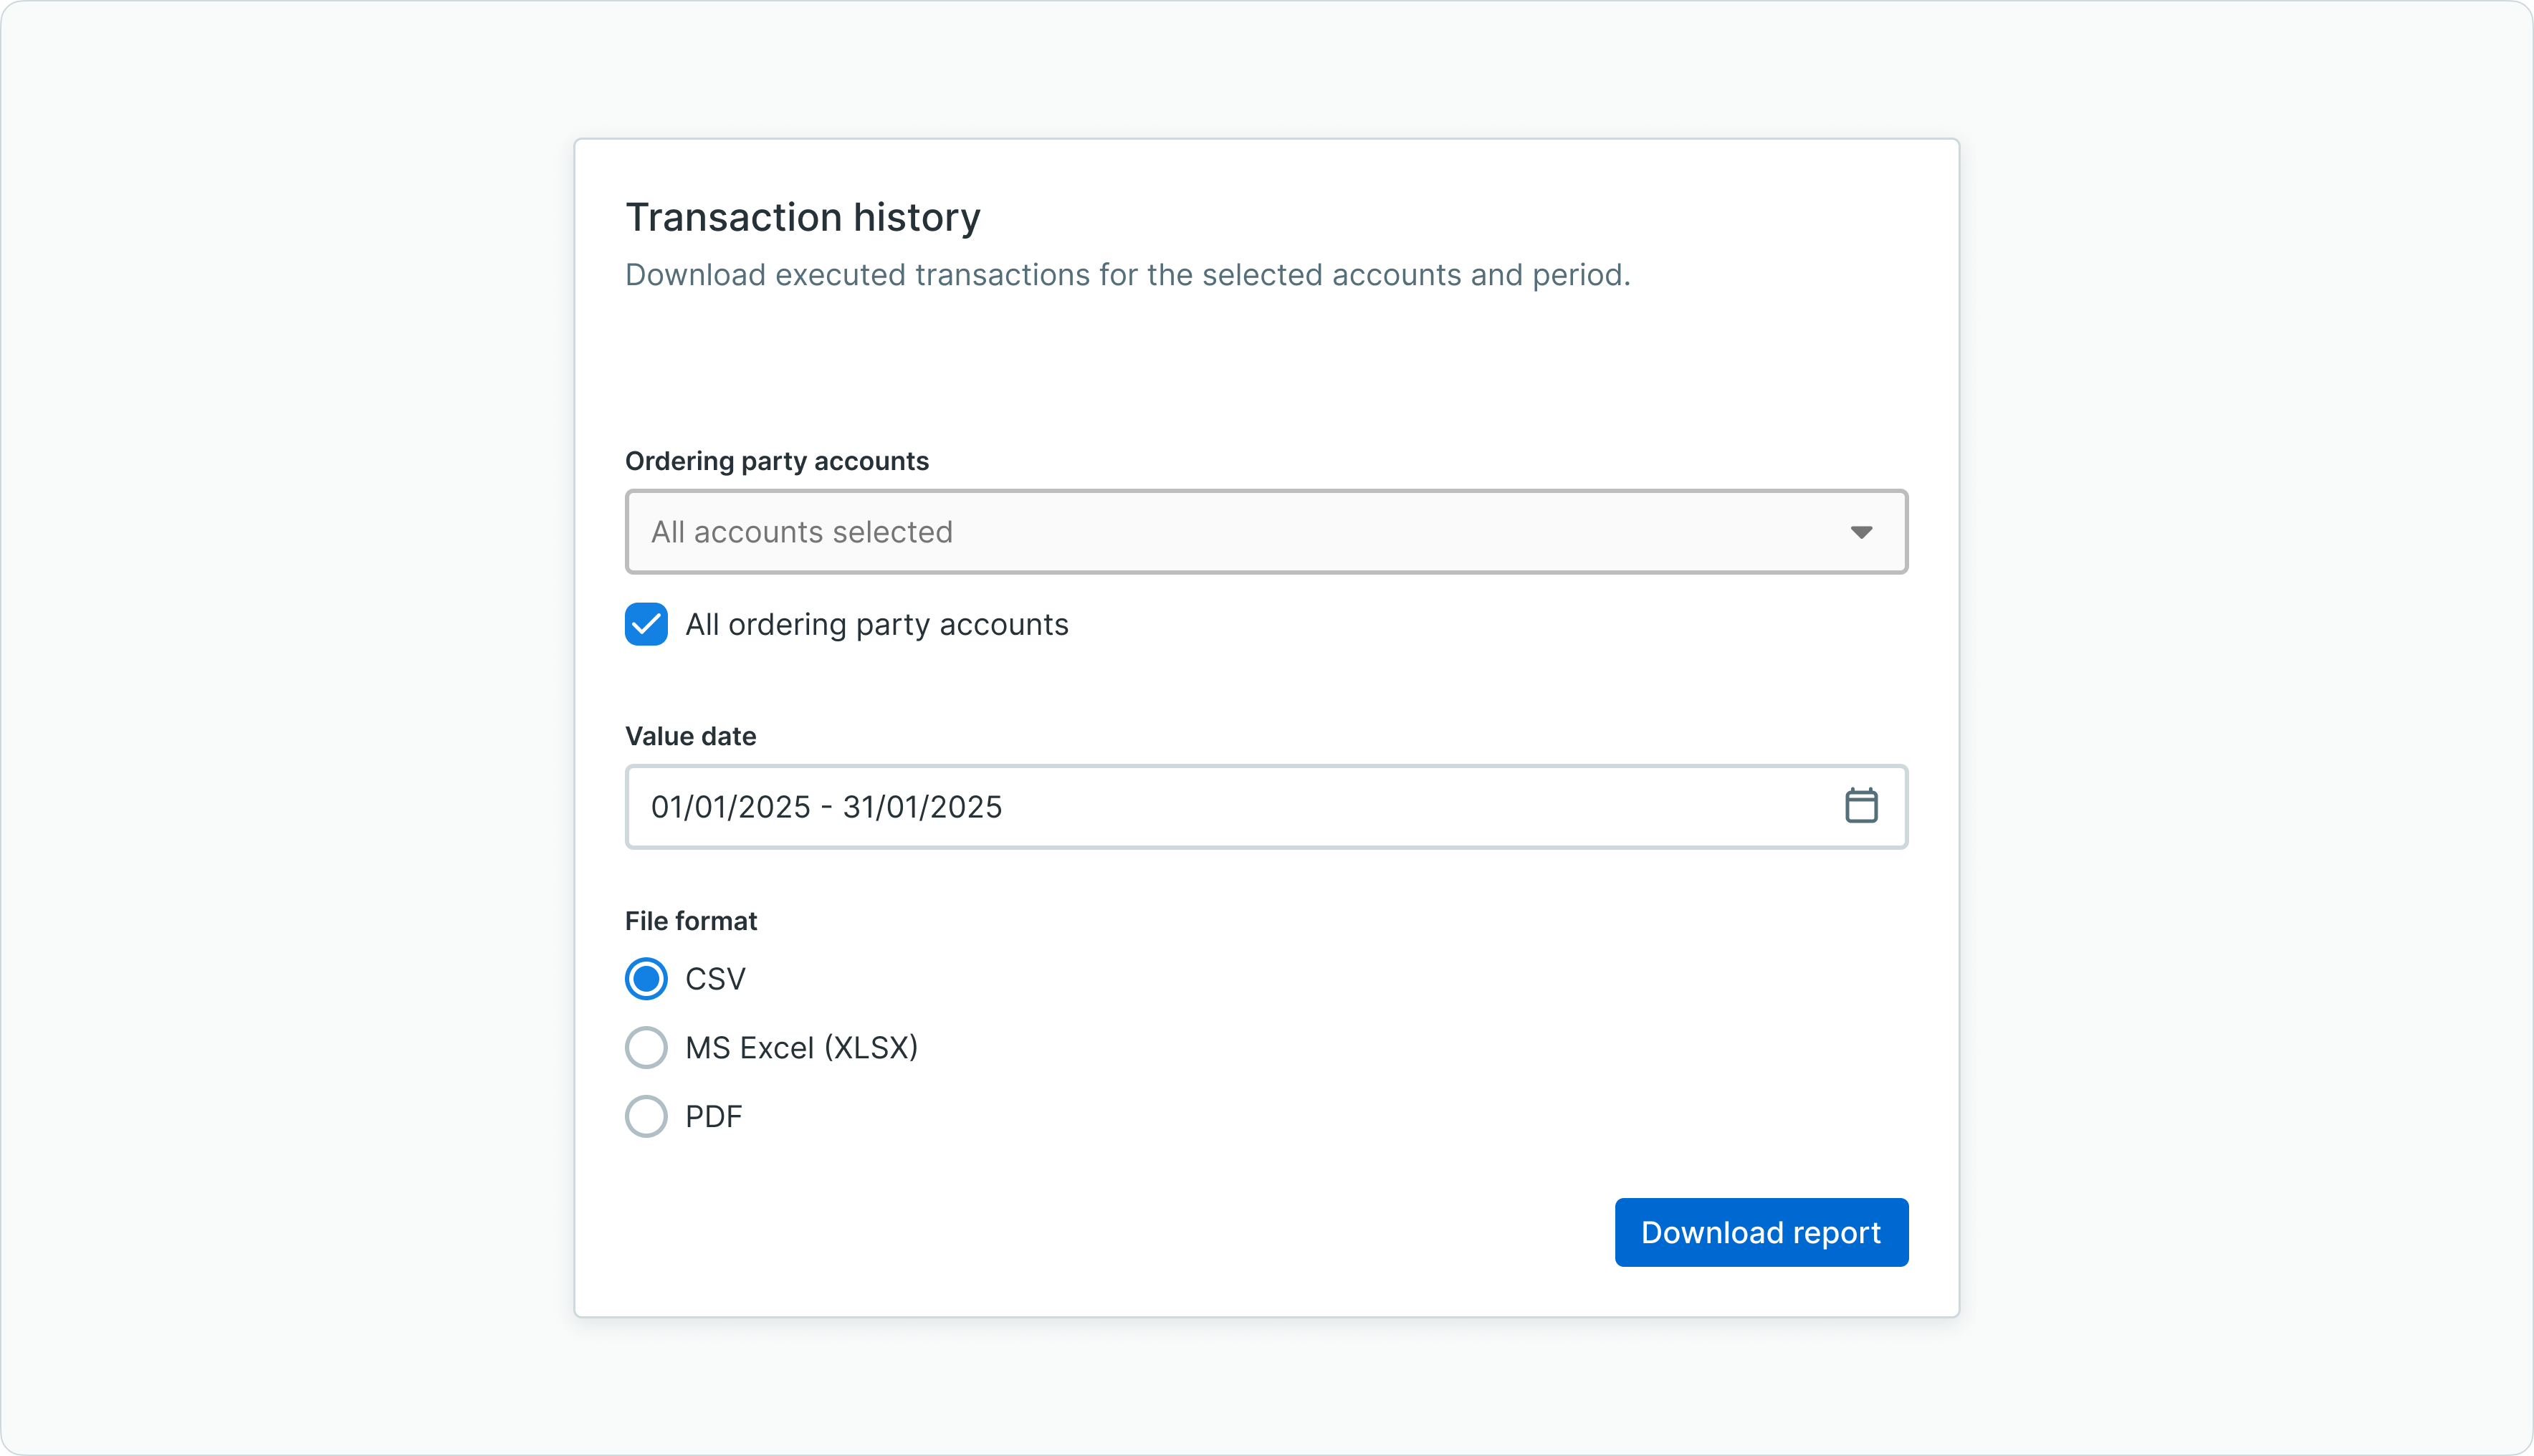 Transaction history
Download executed transactions for the selected accounts and period.
Ordering party accounts
All accounts selected
All ordering party accounts
Value date
01/01/2025 - 31/01/2025
File format
CSV
MS Excel (XLSX)
PDF
Download report